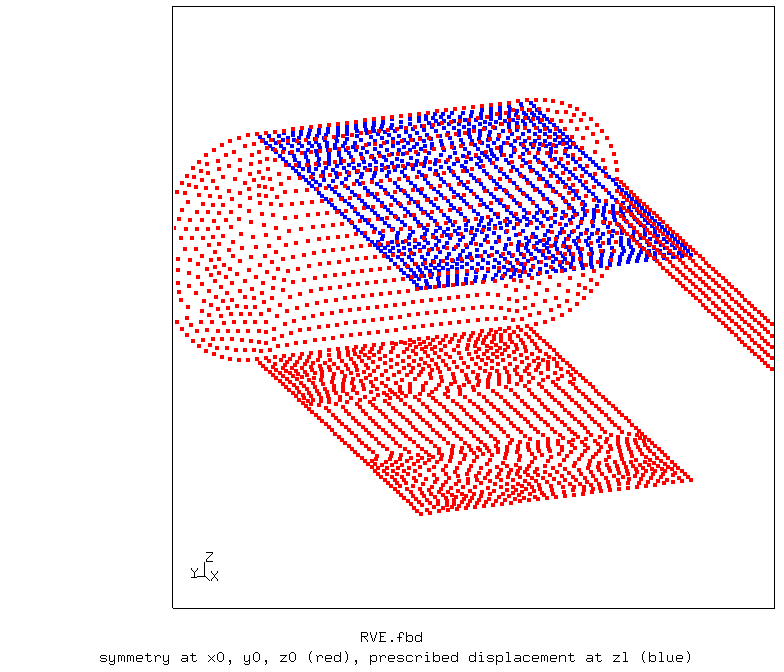 Z
Y X
RVE.fbd
symmetry at x0, y0, z0 (red), prescribed displacement at z1 (blue)